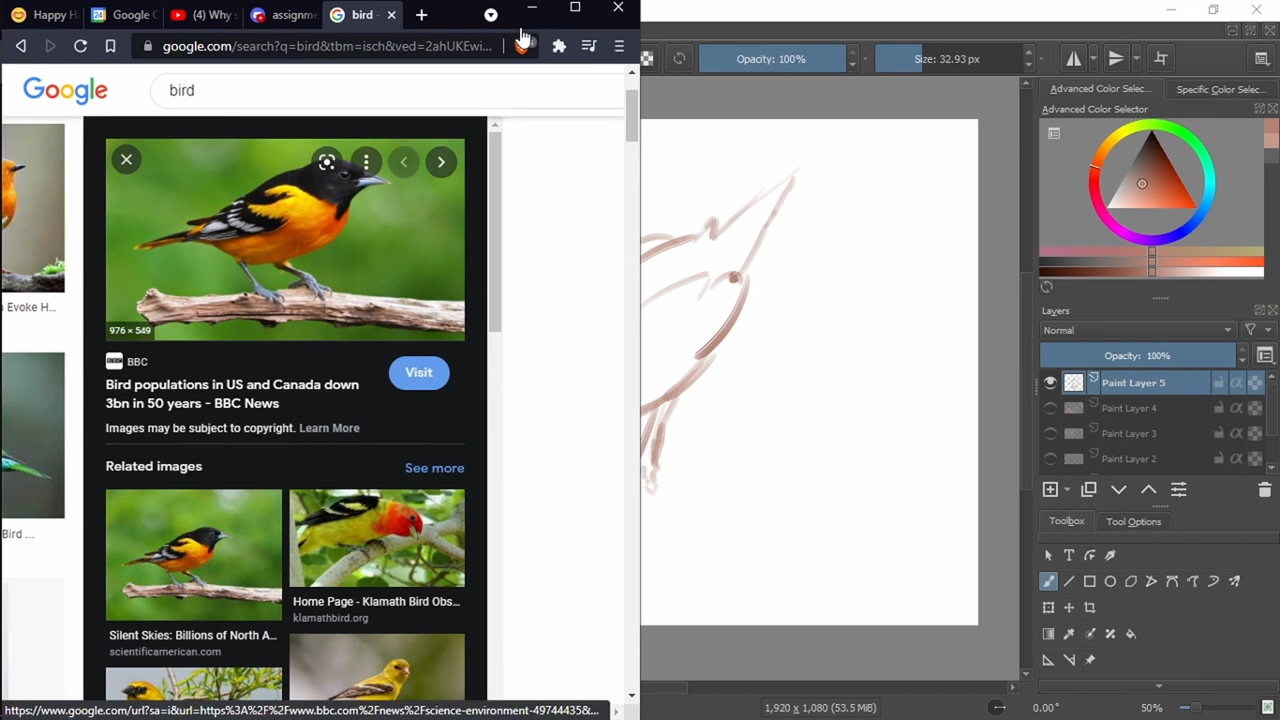 Happy H
Google C
(4) Why s
assignme
bird -
google.com/search?q=bird&tbm=isch&ved=2ahUKEwi...
Google
bird
976 × 549
n Evoke H...
BBC
Visit
Bird populations in US and Canada down
3bn in 50 years - BBC News
Images may be subject to copyright. Learn More
Related images
See more
Bird ...
Home Page - Klamath Bird Obs...
klamathbird.org
Silent Skies: Billions of North A...
scientificamerican.com
https://www.google.com/url?sa=i&url=https%3A%2F%2Fwww.bbc.com%2Fnews%2Fscience-environment-49744435&...
Opacity: 100%
Size: 32.93 px
Advanced Color Selec...
Specific Color Selec...
Advanced Color Selector
Layers
Normal
Opacity: 100%
Paint Layer 5
Paint Layer 4
Paint Layer 3
Paint Layer 2
Toolbox
Tool Options
1,920 x 1,080 (53.5 MiB)
0.00°
50%